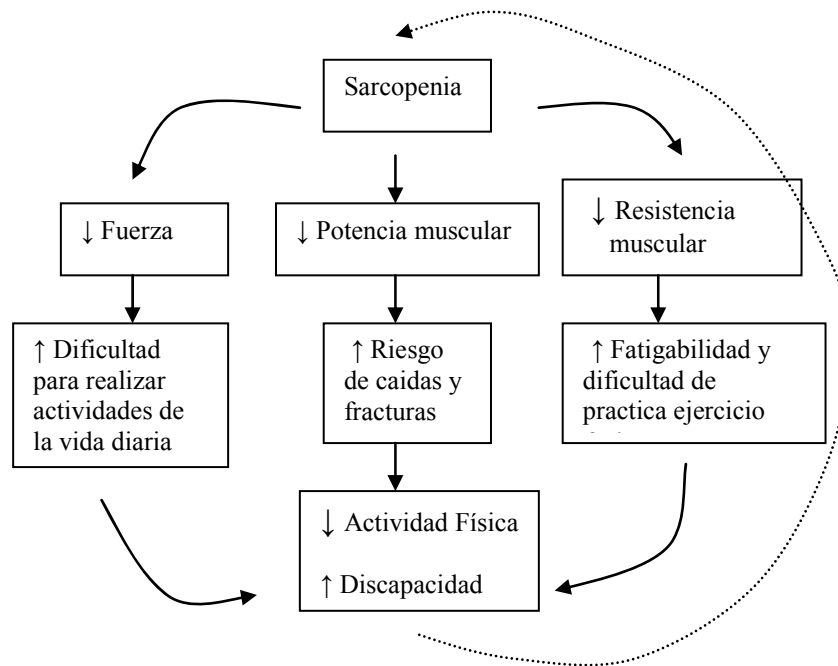 Sarcopenia
↓ Fuerza
↓ Potencia muscular
↓ Resistencia
muscular
↑ Dificultad
para realizar
actividades de
la vida diaria
↑ Riesgo
de caidas y
fracturas
↑ Fatigabilidad y
dificultad de
practica ejercicio
↓ Actividad Física
↑ Discapacidad